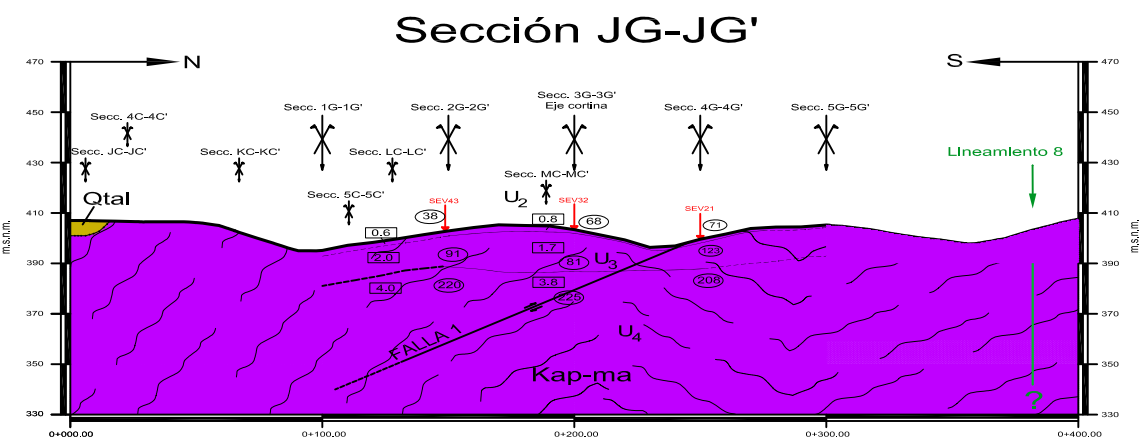 Sección JG-JG'
470
N
S
470
450
Secc. 4C-4C'
Secc. 1G-1G'
Secc. 2G-2G'
Secc. 3G-3G'
Eje cortina
Secc. 4G-4G'
Secc. 5G-5G'
450
430
Secc. JC-JC'
Secc. KC-KC'
Secc. LC-LC'
Secc. MC-MC'
LIneamiento 8
430
Qtal
Secc. 5C-5C'
U2
SEV43
SEV32
SEV21
410
38
0.8
68
71
410
0.6
m.s.n.m.
m.s.n.m.
390
2.0
91
1.7
81
U3
123
390
4.0
220
3.8
225
208
370
FALLA 1
U4
370
350
Kap-ma
350
330
?
330
0+000.00
0+100.00
0+200.00
0+300.00
0+400.00